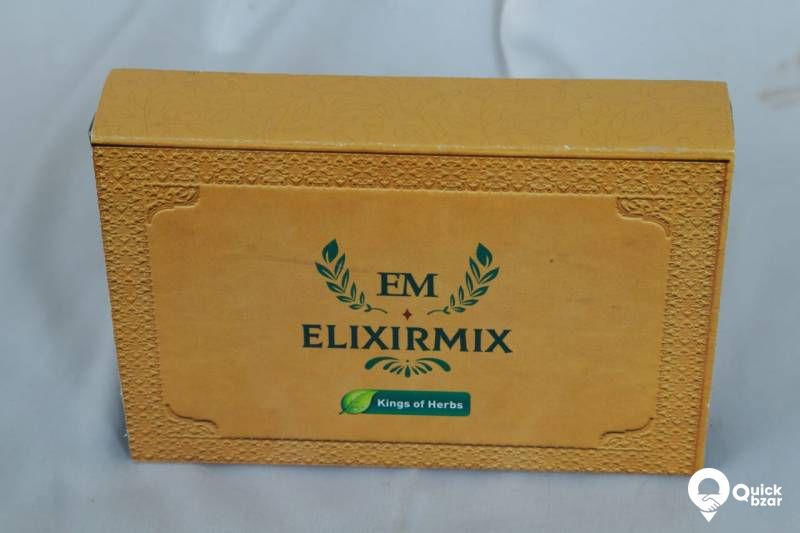 EM
ELIXIRMIX
Kings of Herbs
Quick
bzar